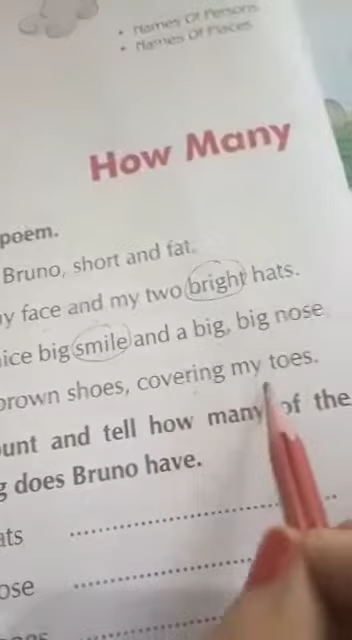 • Names Of Persons
• Names Of Places
How Many
poem.
Bruno, short and fat.
y face and my two bright hats.
ice big smile and a big, big nose
brown shoes, covering my toes.
unt and tell how many of the
g does Bruno have.
ats ........................
ose ........................